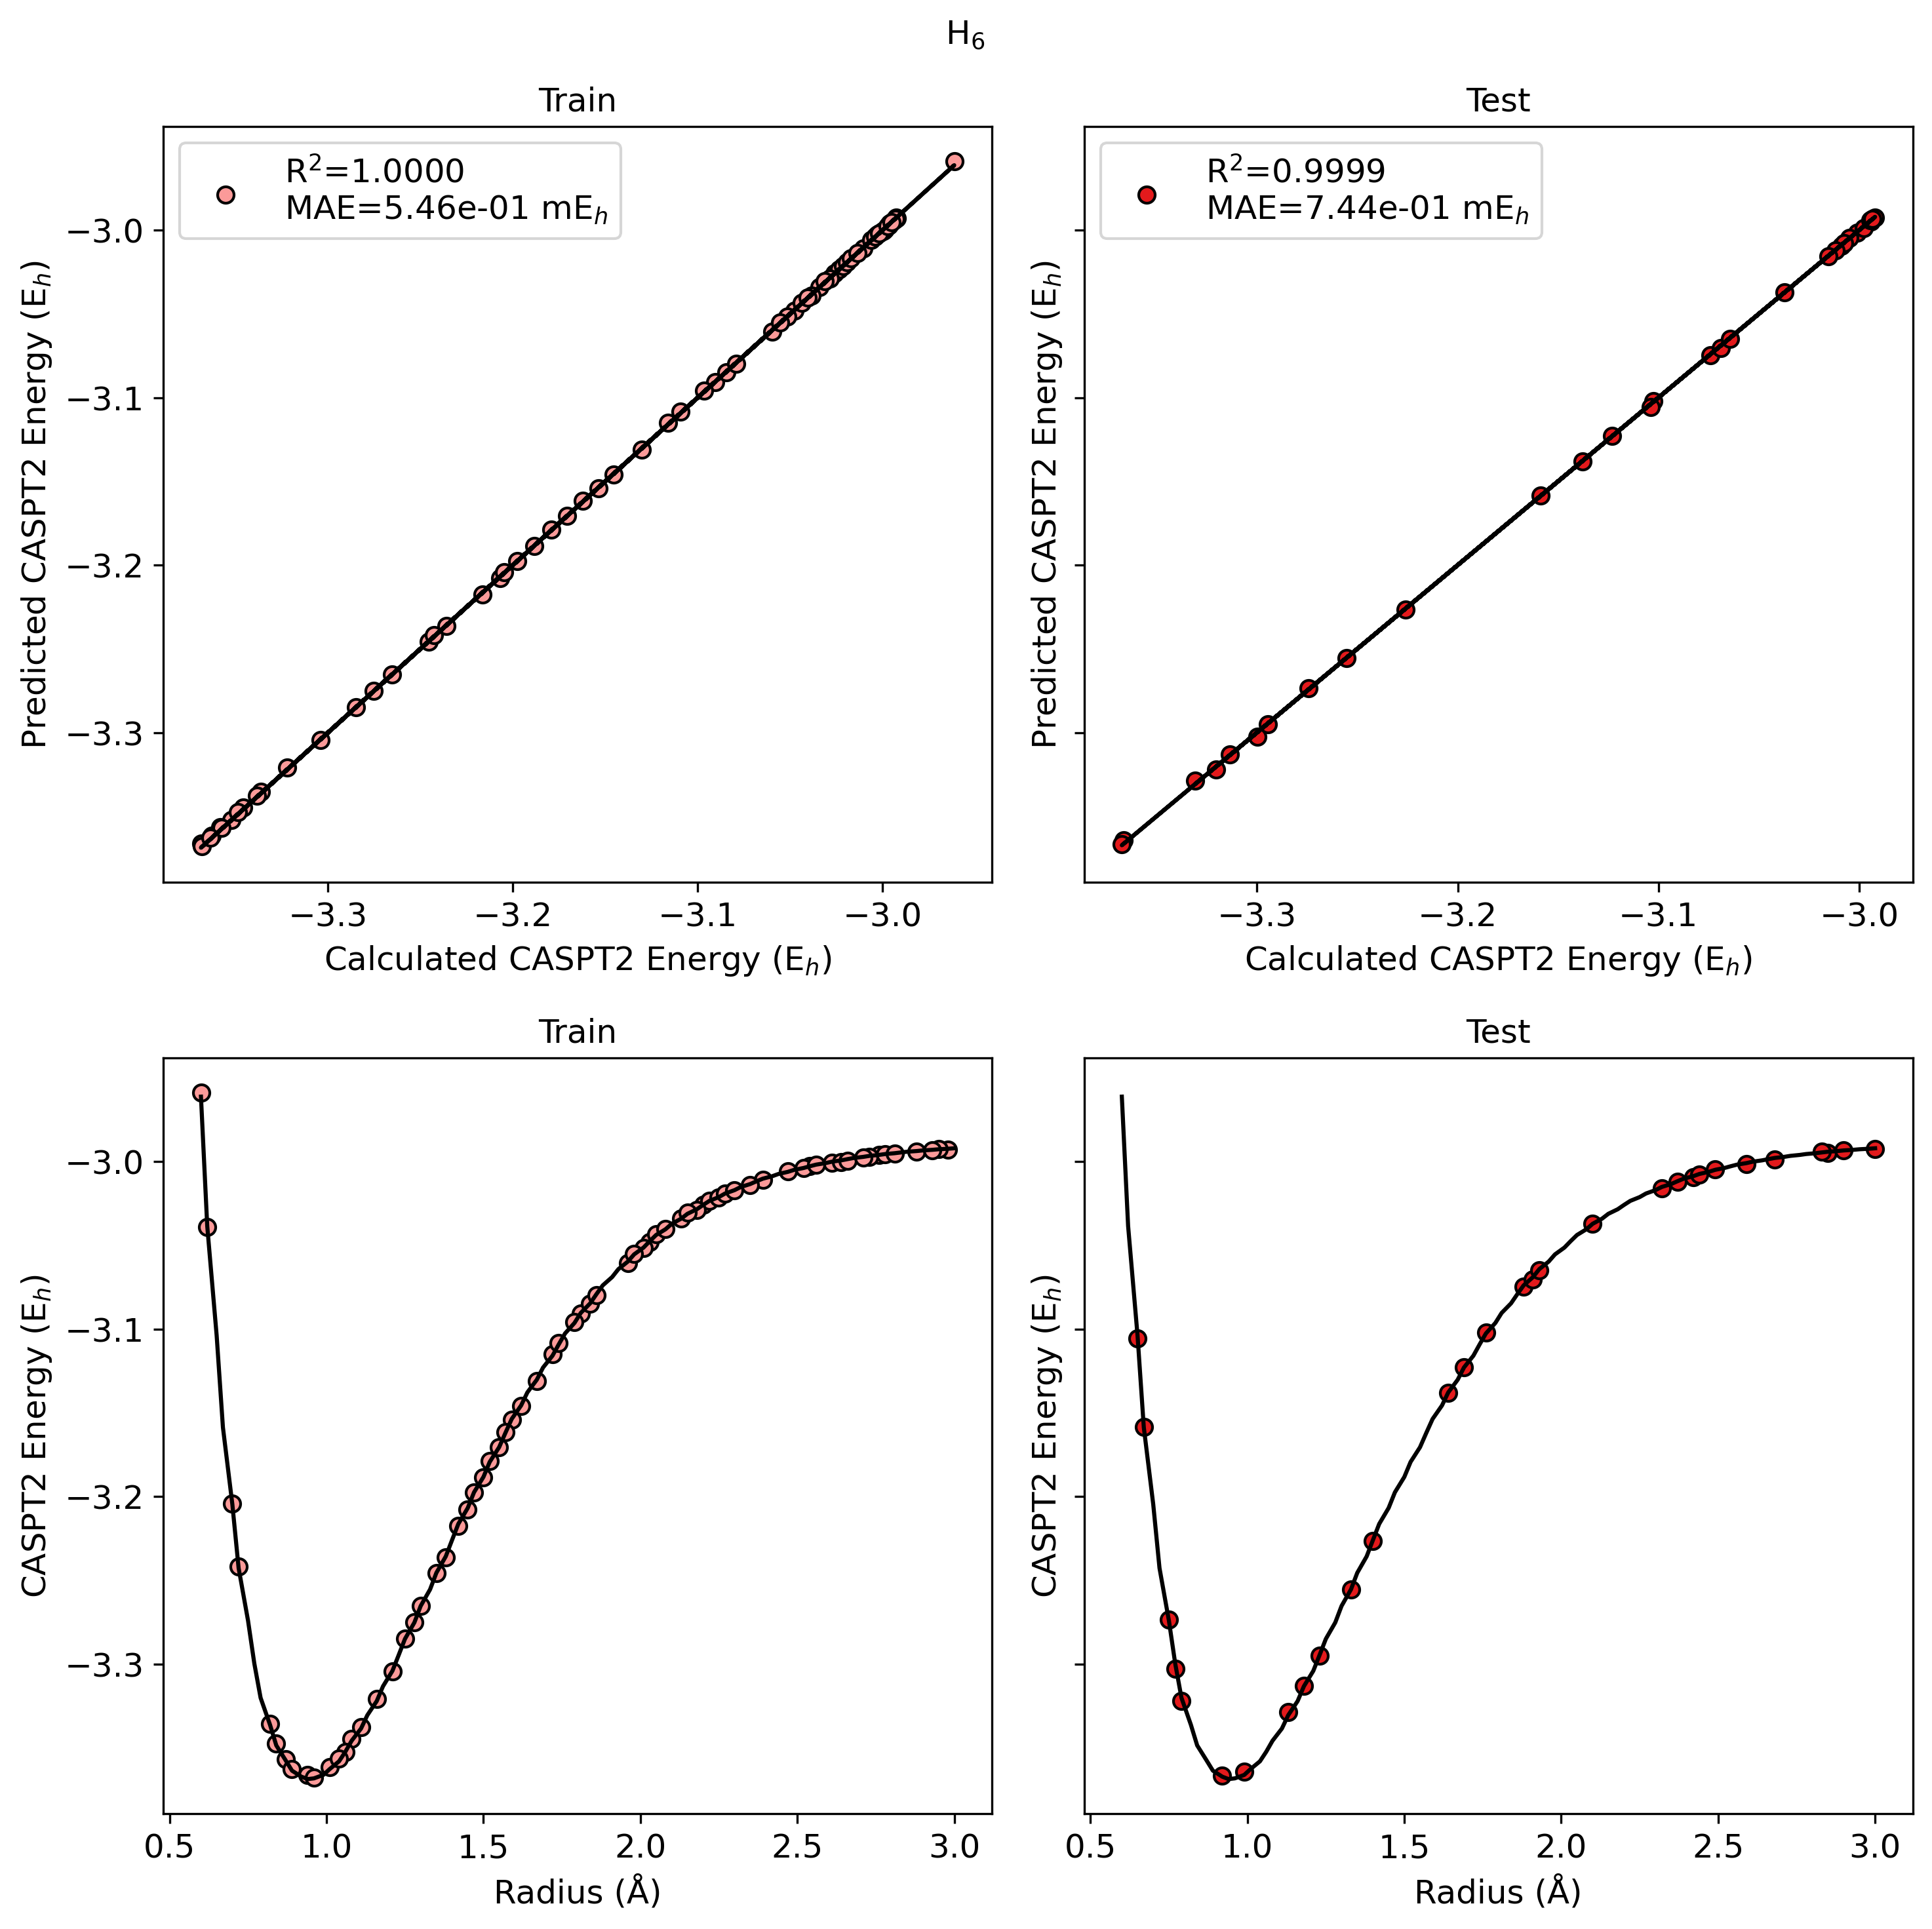 H6
Train
Test
R2=1.0000
MAE=5.46e-01 mEh
R2=0.9999
MAE=7.44e-01 mEh
Predicted CASPT2 Energy (Eh)
−3.0
−3.1
−3.2
−3.3
Predicted CASPT2 Energy (Eh)
−3.3
−3.2
−3.1
−3.0
−3.3
−3.2
−3.1
−3.0
Calculated CASPT2 Energy (Eh)
Calculated CASPT2 Energy (Eh)
Train
Test
CASPT2 Energy (Eh)
−3.0
−3.1
−3.2
−3.3
CASPT2 Energy (Eh)
0.5
1.0
1.5
2.0
2.5
3.0
0.5
1.0
1.5
2.0
2.5
3.0
Radius (Å)
Radius (Å)